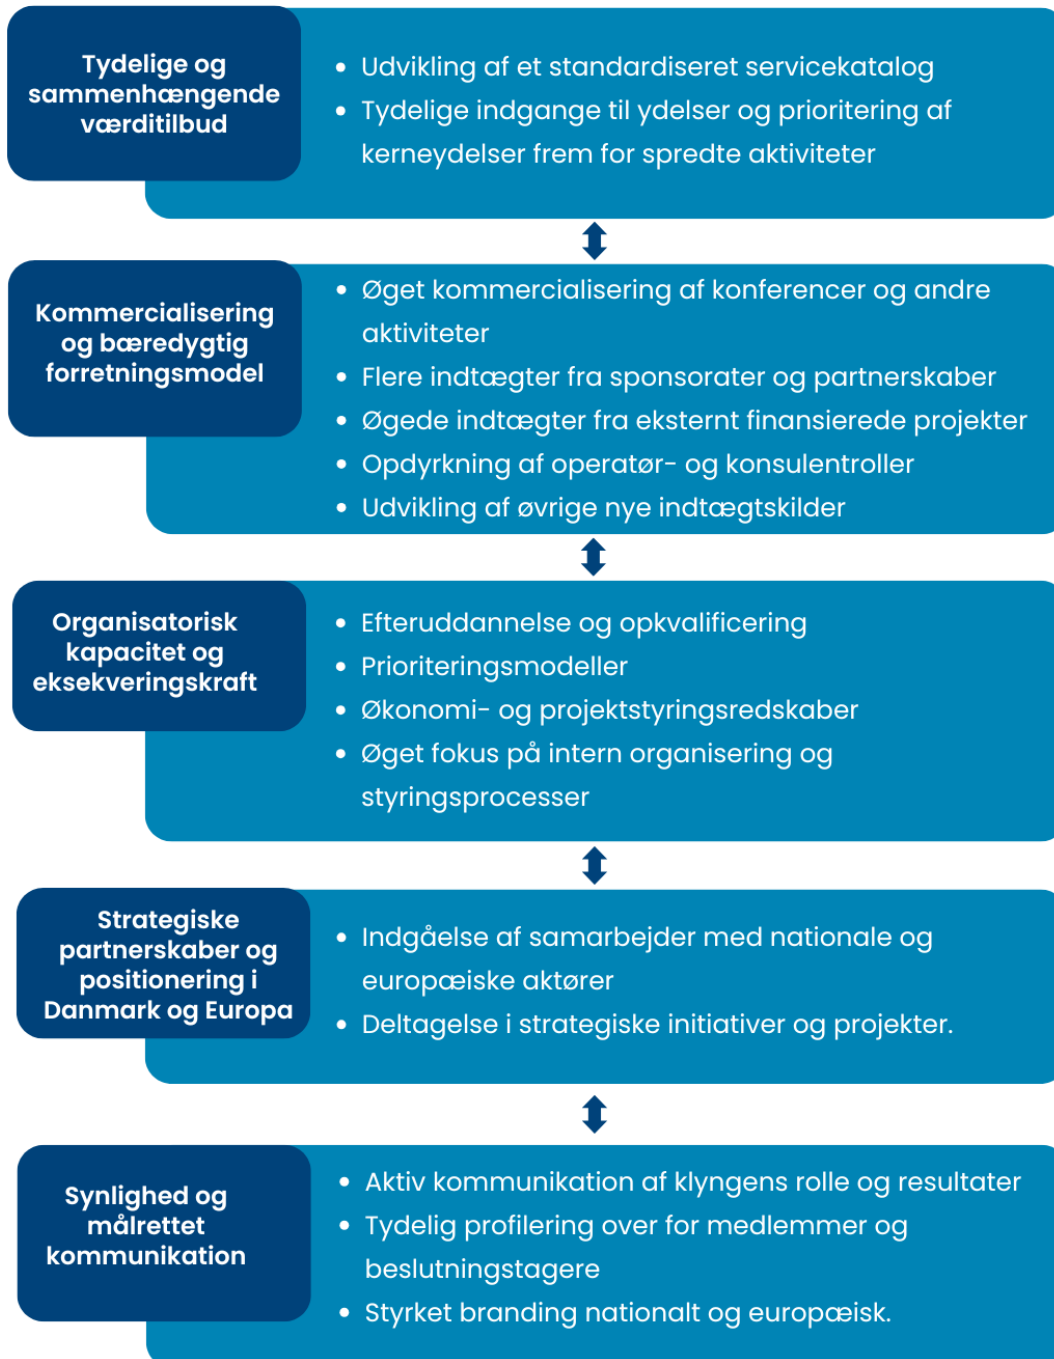 Tydelige og
sammenhængende
værditilbud
• Udvikling af et standardiseret servicekatalog
• Tydelige indgange til ydelser og prioritering af
kerneydelser frem for spredte aktiviteter
Kommercialisering
og bæredygtig
forretningsmodel
• Øget kommercialisering af konferencer og andre
aktiviteter
• Flere indtægter fra sponsorater og partnerskaber
• Øgede indtægter fra eksternt finansierede projekter
• Opdyrkning af operatør- og konsulentroller
• Udvikling af øvrige nye indtægtskilder
Organisatorisk
kapacitet og
eksekveringskraft
• Efteruddannelse og opkvalificering
• Prioriteringsmodeller
• Økonomi- og projektstyringsredskaber
• Øget fokus på intern organisering og
styringsprocesser
Strategiske
partnerskaber og
positionering i
Danmark og Europa
• Indgåelse af samarbejder med nationale og
europæiske aktører
• Deltagelse i strategiske initiativer og projekter.
Synlighed og
målrettet
kommunikation
• Aktiv kommunikation af klyngens rolle og resultater
• Tydelig profilering over for medlemmer og
beslutningstagere
• Styrket branding nationalt og europæisk.